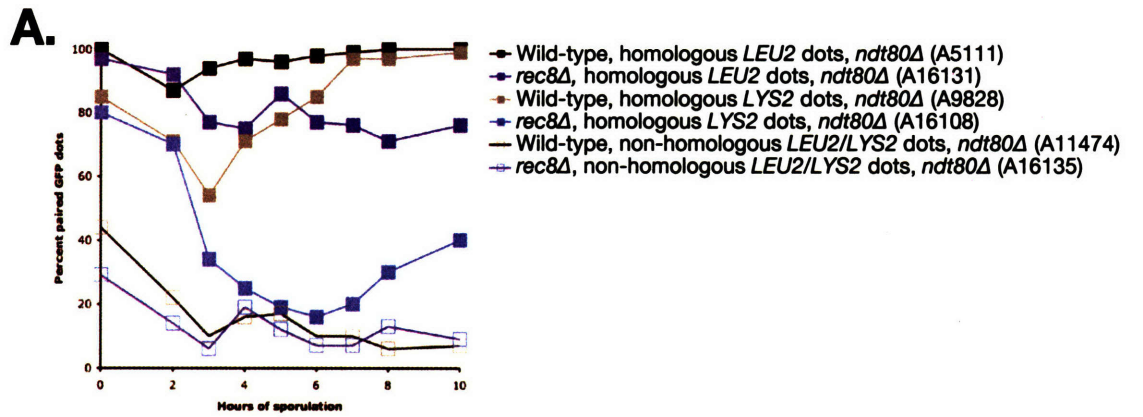 A.
100
80
60
40
20
0
0 2 4 6 8 10
Percent paired GFP dots
Hours of sporulation
Wild-type, homologous LEU2 dots, ndt80Δ (A5111)
rec8Δ, homologous LEU2 dots, ndt80Δ (A16131)
Wild-type, homologous LYS2 dots, ndt80Δ (A9828)
rec8Δ, homologous LYS2 dots, ndt80Δ (A16108)
Wild-type, non-homologous LEU2/LYS2 dots, ndt80Δ (A11474)
rec8Δ, non-homologous LEU2/LYS2 dots, ndt80Δ (A16135)